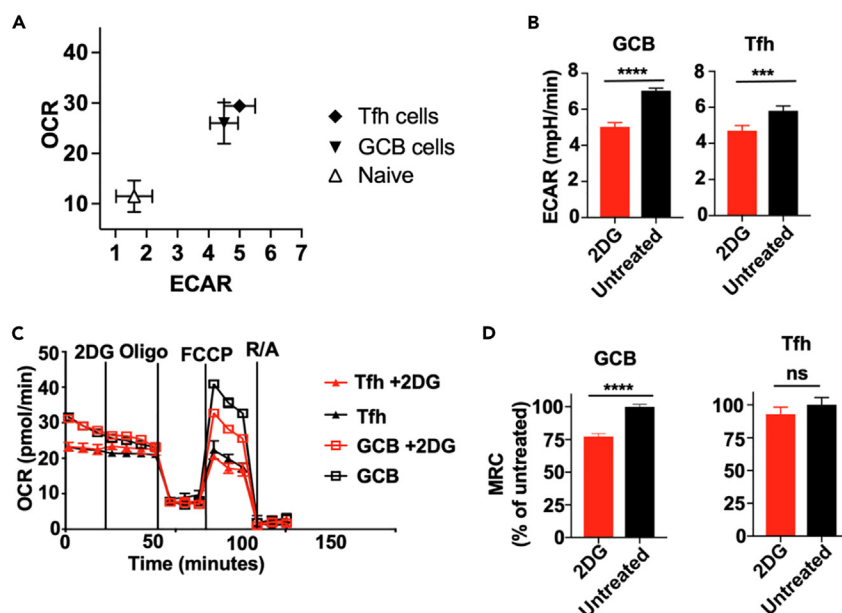 A
OCR
40
30
20
10
1 2 3 4 5 6 7
ECAR
Tfh cells
GCB cells
Naive
B
GCB
****
ECAR (mpH/min)
8
6
4
2
0
2DG
Untreated
Tfh
***
8
6
4
2
0
2DG
Untreated
C
2DG Oligo FCCP R/A
OCR (pmol/min)
50
40
30
20
10
0
0 50 100 150
Time (minutes)
Tfh +2DG
Tfh
GCB +2DG
GCB
D
GCB
****
MRC
(% of untreated)
100
75
50
25
0
2DG
Untreated
Tfh
ns
100
75
50
25
0
2DG
Untreated